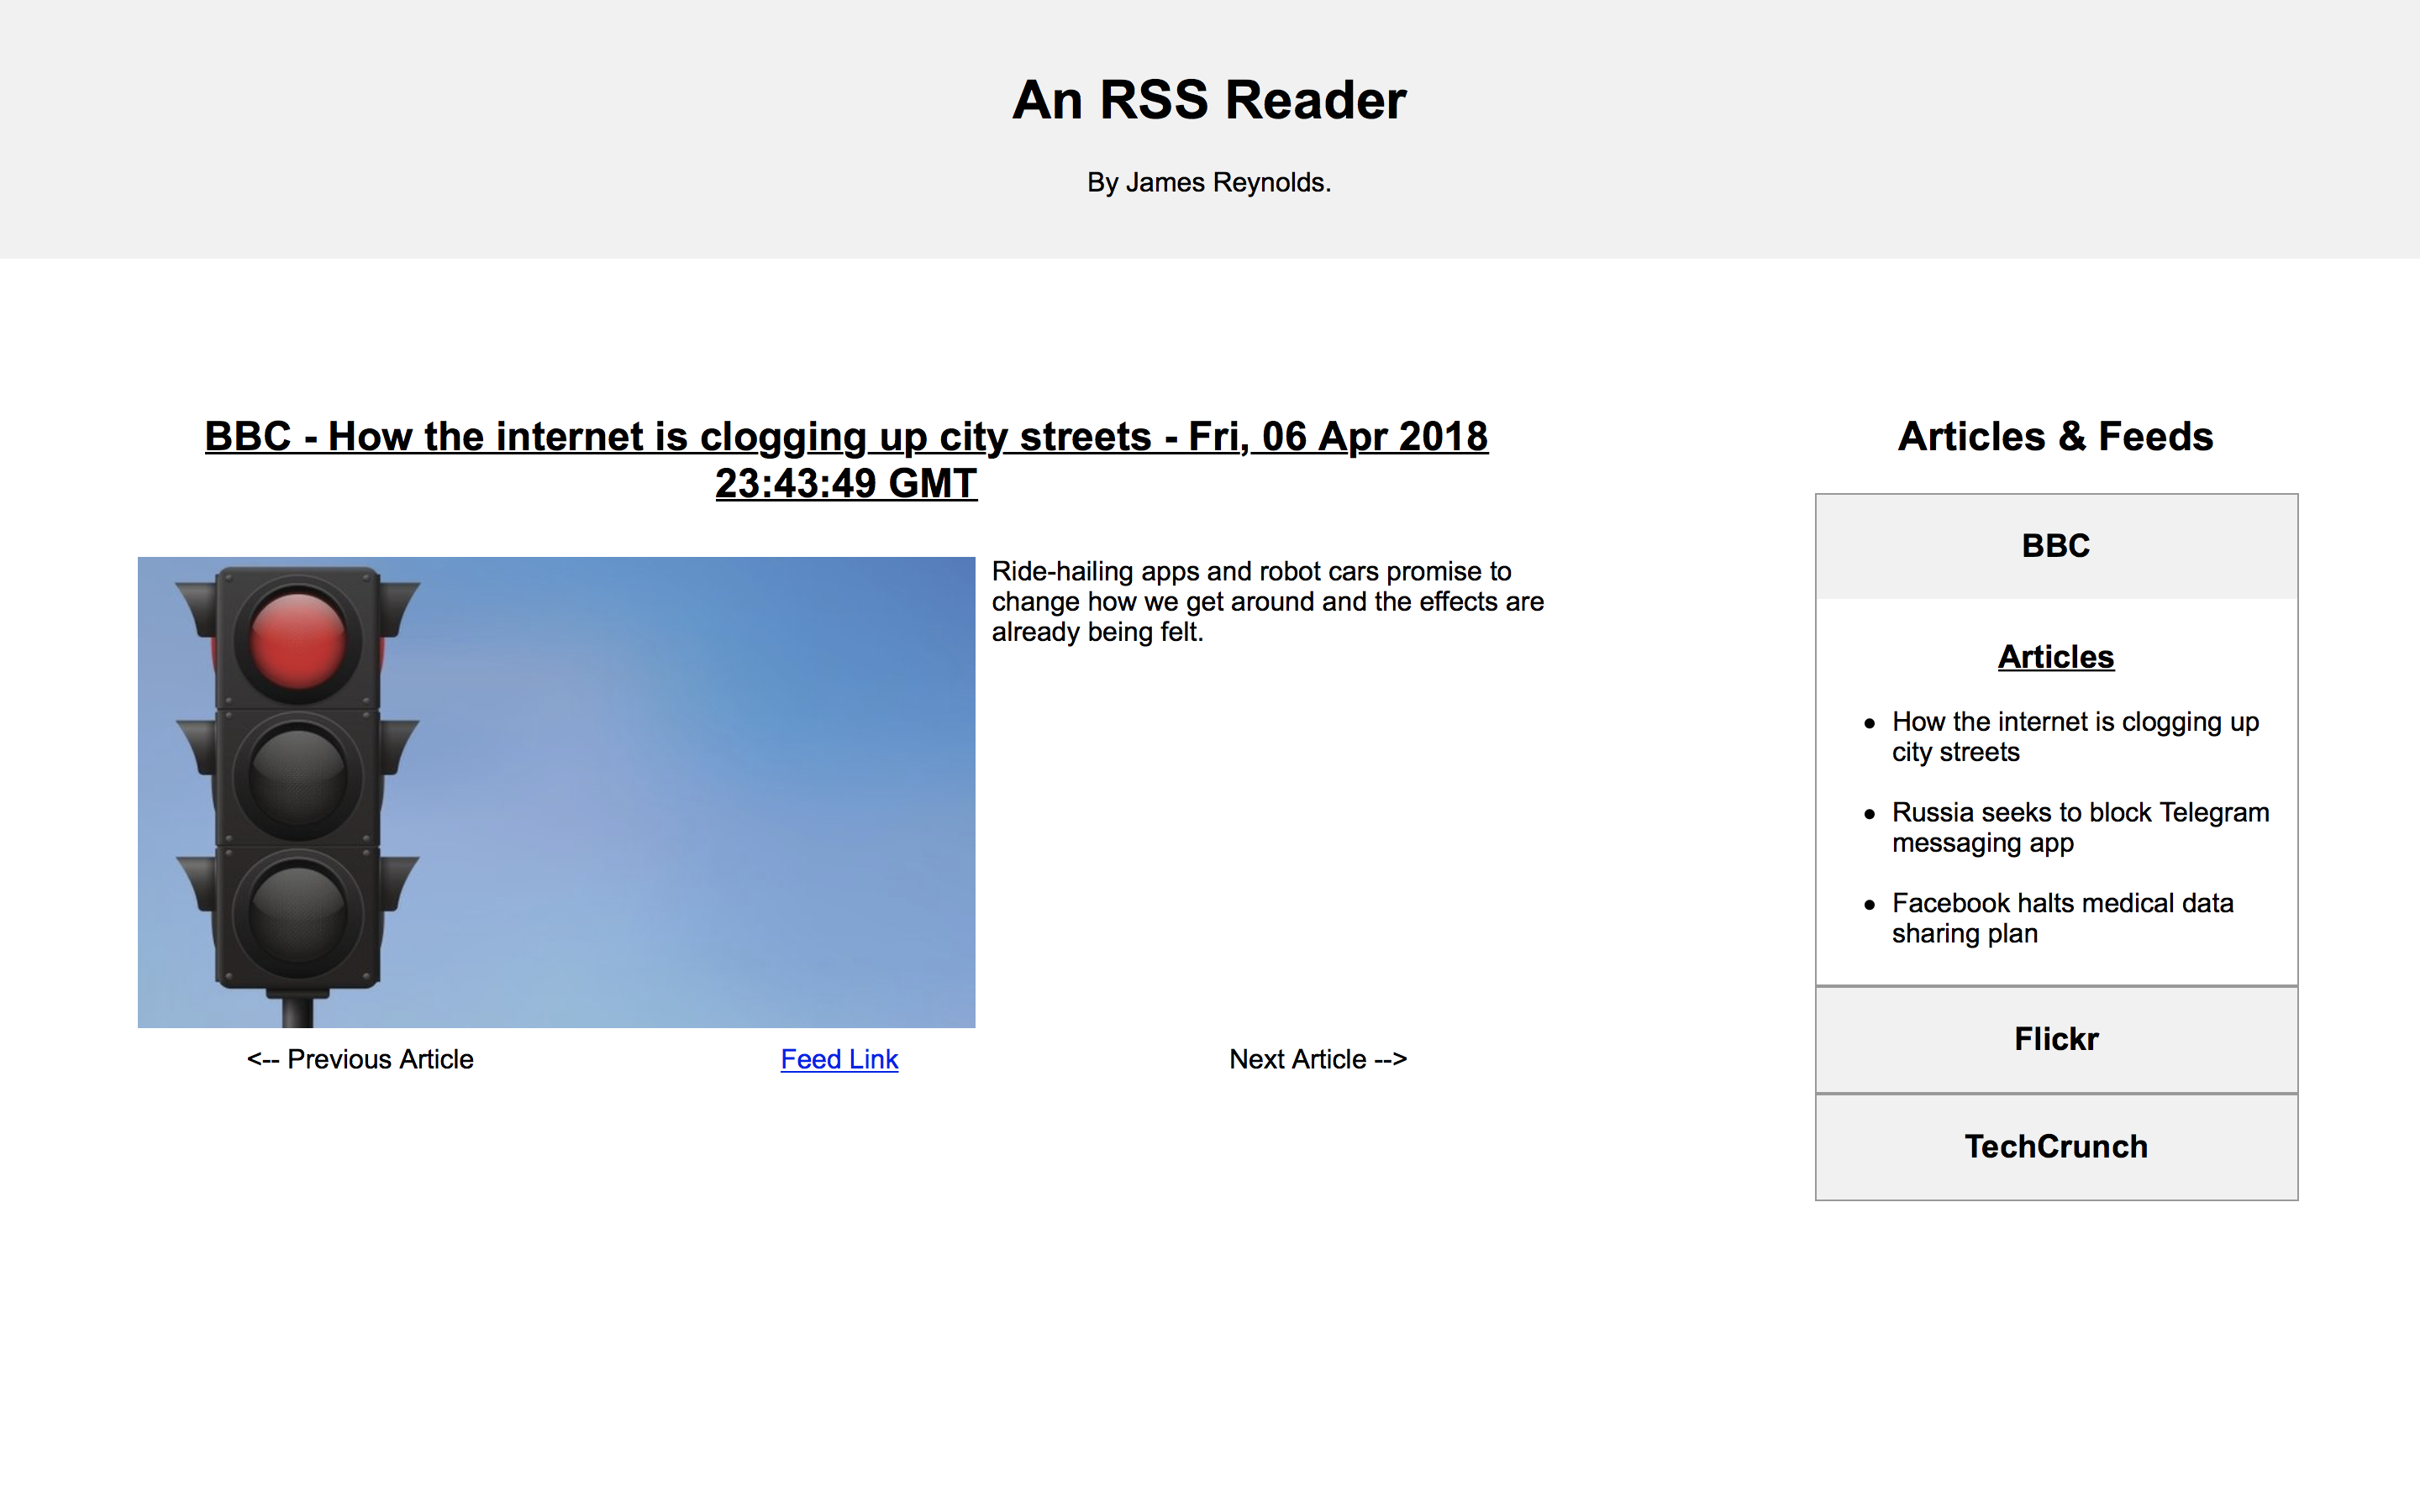 An RSS Reader
By James Reynolds.
BBC - How the internet is clogging up city streets - Fri, 06 Apr 2018
23:43:49 GMT
Ride-hailing apps and robot cars promise to
change how we get around and the effects are
already being felt.
<-- Previous Article
Feed Link
Next Article -->
Articles & Feeds
BBC
Articles
• How the internet is clogging up
city streets
• Russia seeks to block Telegram
messaging app
• Facebook halts medical data
sharing plan
Flickr
TechCrunch